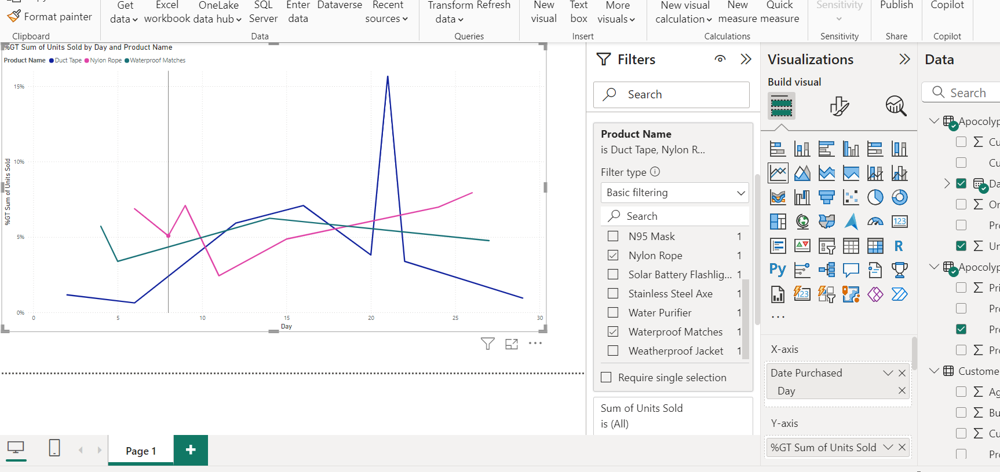 Format painter
Clipboard
Get data
Excel workbook
OneLake data hub
SQL Server
Enter data
Dataverse
Recent sources
Data
Transform data
Refresh
Queries
New visual
Text box
More visuals
Insert
New visual calculation
New measure
Quick measure
Calculations
Sensitivity
Sensitivity
Publish
Share
Copilot
Copilot
%GT Sum of Units Sold by Day and Product Name
Product Name Duct Tape Nylon Rope Waterproof Matches
15%
10%
5%
0%
%GT Sum of Units Sold
0 5 10 15 20 25 30
Day
Filters
Search
Product Name
is Duct Tape, Nylon R...
Filter type
Basic filtering
Search
N95 Mask 1
Nylon Rope 1
Solar Battery Flashlig... 1
Stainless Steel Axe 1
Water Purifier 1
Waterproof Matches 1
Weatherproof Jacket 1
Require single selection
Sum of Units Sold
is (All)
Visualizations
Build visual
123
R
Py
123
...
X-axis
Date Purchased
Day
Y-axis
%GT Sum of Units Sold
Data
Search
Apocolyp
Cu
Cu
Da
Or
Pro
Un
Apocolyp
Pri
Pro
Pro
Pro
Custome
Ag
Bu
Cu
Pro
Page 1